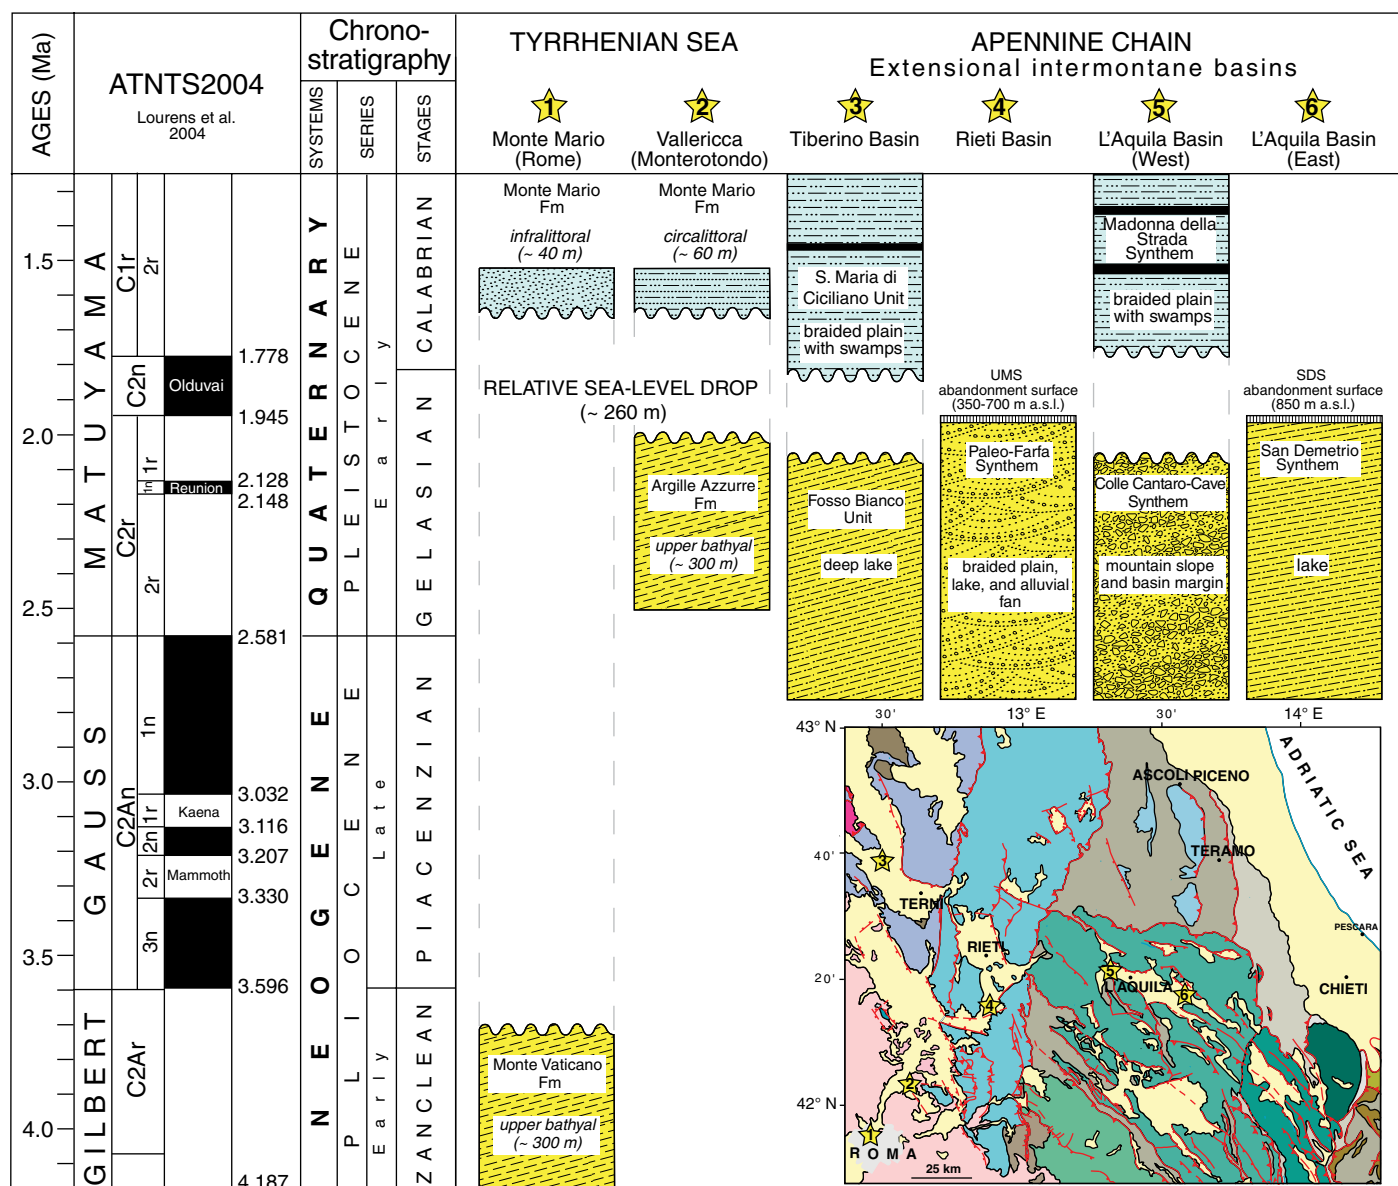 AGES (Ma)
ATNTS2004
Lourens et al.
2004
Chrono-
stratigraphy
SYSTEMS
SERIES
STAGES
TYRRHENIAN SEA
APENNINE CHAIN
Extensional intermontane basins
1
Monte Mario
(Rome)
2
Vallericca
(Monterotondo)
3
Tiberino Basin
4
Rieti Basin
5
L'Aquila Basin
(West)
6
L'Aquila Basin
(East)
1.5
2.0
2.5
3.0
3.5
4.0
MATUYAMA
GAUSS
GILBERT
C1r
C2n
C2r
C2An
C2Ar
2r
1r
1n
2r
1n
1r
2n
2r
3n
Olduvai
Reunion
Kaena
Mammoth
1.778
1.945
2.128
2.148
2.581
3.032
3.116
3.207
3.330
3.596
4.187
QUATERNARY
NEOGENE
PLEISTOCENE
PLIOCENE
Early
Late
Early
CALABRIAN
GELASIAN
PIACENZIAN
ZANCLEAN
Monte Mario
Fm
infralittoral
(~ 40 m)
Monte Mario
Fm
circalittoral
(~ 60 m)
RELATIVE SEA-LEVEL DROP
(~ 260 m)
Argille Azzurre
Fm
upper bathyal
(~ 300 m)
Monte Vaticano
Fm
upper bathyal
(~ 300 m)
S. Maria di
Ciciliano Unit
braided plain
with swamps
Fosso Bianco
Unit
deep lake
UMS
abandonment surface
(350-700 m a.s.l.)
Paleo-Farfa
Synthem
braided plain,
lake, and alluvial
fan
Madonna della
Strada
Synthem
braided plain
with swamps
Colle Cantaro-Cave
Synthem
mountain slope
and basin margin
SDS
abandonment surface
(850 m a.s.l.)
San Demetrio
Synthem
lake
30'
13° E
30'
14° E
43° N
40'
20'
42° N
ADRIATIC SEA
ASCOLI PICENO
TERAMO
3
TERNI
PESCARA
RIETI
5
L'AQUILA
6
CHIETI
4
2
1
ROMA
25 km